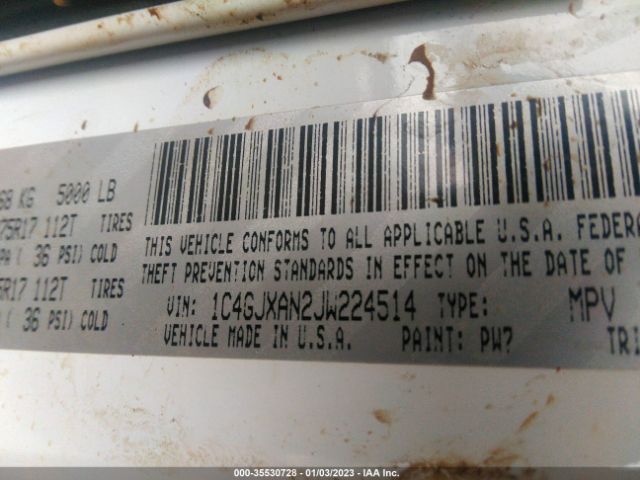 68 KG 5000 LB
75R17 112T TIRES
PA( 36 PSI) COLD
5R17 112T TIRES
( 36 PSI) COLD
THIS VEHICLE CONFORMS TO ALL APPLICABLE U.S.A. FEDERA
THEFT PREVENTION STANDARDS IN EFFECT ON THE DATE OF
VIN: 1C4GJXAN2JW224514 TYPE: MPV
VEHICLE MADE IN U.S.A. PAINT: PW7 TRI
000-35530728 - 01/03/2023 - IAA Inc.